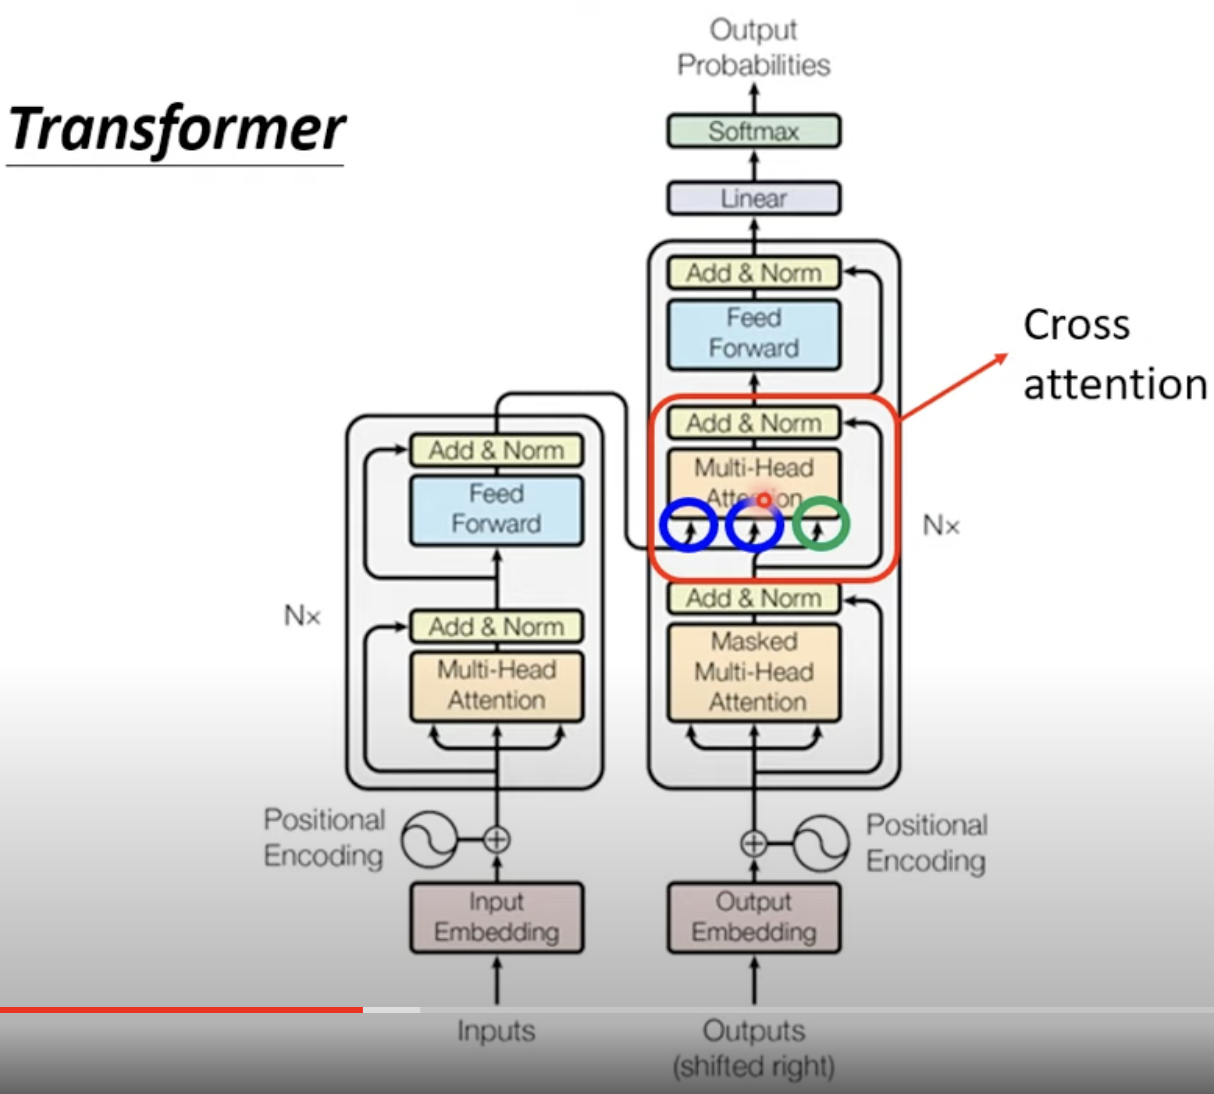 Transformer
Output
Probabilities
Softmax
Linear
Add & Norm
Feed
Forward
Cross
attention
Add & Norm
Multi-Head
Attention
Nx
Add & Norm
Masked
Multi-Head
Attention
Add & Norm
Feed
Forward
Nx
Add & Norm
Multi-Head
Attention
Positional
Encoding
Positional
Encoding
Input
Embedding
Output
Embedding
Inputs
Outputs
(shifted right)